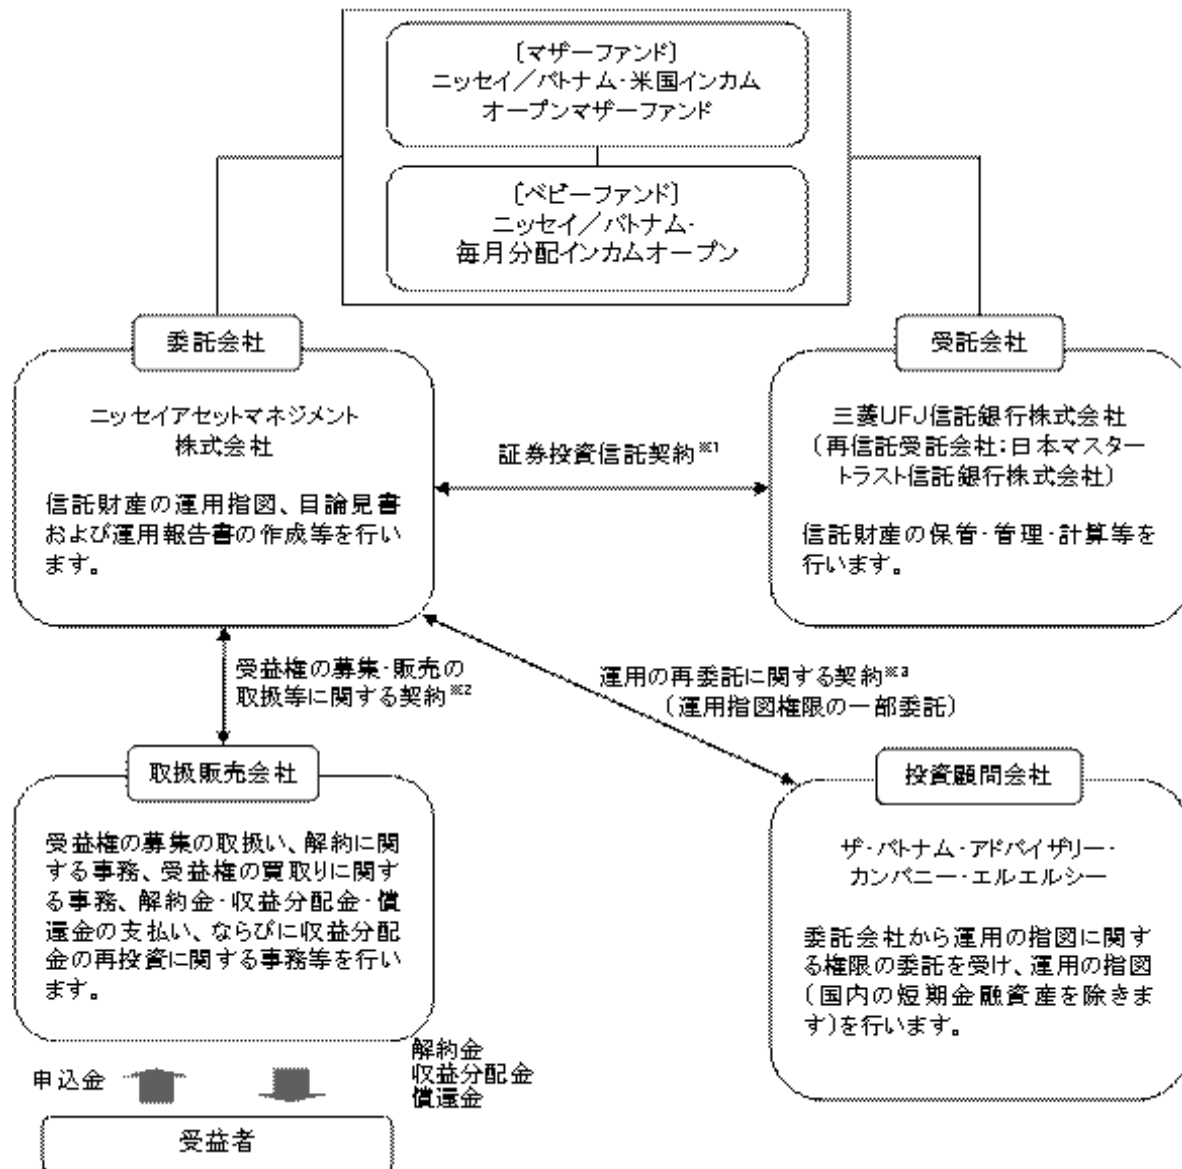 〔マザーファンド〕
ニッセイ／パトナム・米国インカム
オープンマザーファンド
〔ベビーファンド〕
ニッセイ／パトナム・
毎月分配インカムオープン
委託会社
ニッセイアセットマネジメント
株式会社
信託財産の運用指図、目論見書
および運用報告書の作成等を行い
ます。
証券投資信託契約※1
受託会社
三菱UFJ信託銀行株式会社
（再信託受託会社：日本マスター
トラスト信託銀行株式会社）
信託財産の保管・管理・計算等を
行います。
受益権の募集・販売の
取扱等に関する契約※2
運用の再委託に関する契約※3
（運用指図権限の一部委託）
取扱販売会社
受益権の募集の取扱い、解約に関
する事務、受益権の買取りに関す
る事務、解約金・収益分配金・償
還金の支払い、ならびに収益分配
金の再投資に関する事務等を行い
ます。
投資顧問会社
ザ・パトナム・アドバイザリー・
カンパニー・エルエルシー
委託会社から運用の指図に関す
る権限の委託を受け、運用の指図
（国内の短期金融資産を除きま
す）を行います。
申込金
解約金
収益分配金
償還金
受益者